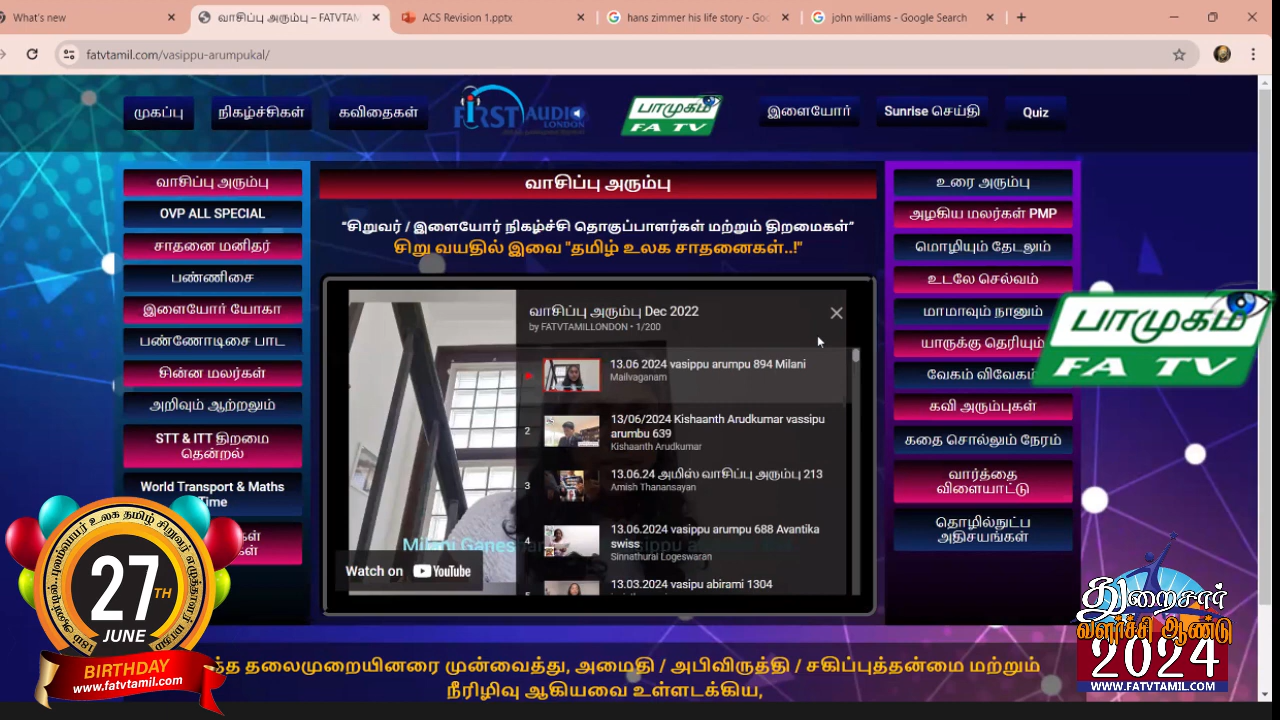 What's new
வாசிப்பு அரும்பு – FATVTAM
ACS Revision 1.pptx
hans zimmer his life story - Goo
john williams - Google Search
fatvtamil.com/vasippu-arumpukal/
முகப்பு
நிகழ்ச்சிகள்
கவிதைகள்
FIRST AUDIO
LONDON
பாமுகம்
FA TV
இளையோர்
Sunrise செய்தி
Quiz
வாசிப்பு அரும்பு
OVP ALL SPECIAL
சாதனை மனிதர்
பண்ணிசை
இளையோர் யோகா
பண்ணோடிசை பாட
சின்ன மலர்கள்
அறிவும் ஆற்றலும்
STT & ITT திறமை
தென்றல்
World Transport & Maths
Time
வாசிப்பு அரும்பு
"சிறுவர் / இளையோர் நிகழ்ச்சி தொகுப்பாளர்கள் மற்றும் திறமைகள்"
சிறு வயதில் இவை "தமிழ் உலக சாதனைகள்..!"
வாசிப்பு அரும்பு Dec 2022
by FATVTAMILLONDON • 1/200
13.06 2024 vasippu arumpu 894 Milani
Mailvaganam
2
13/06/2024 Kishaanth Arudkumar vassipu
arumbu 639
Kishaanth Arudkumar
3
13.06.24 அமிஸ் வாசிப்பு அரும்பு 213
Amish Thanansayan
4
13.06.2024 vasippu arumpu 688 Avantika
swiss
Sinnathurai Logeswaran
13.03.2024 vasipu abirami 1304
Watch on YouTube
உரை அரும்பு
அழகிய மலர்கள் PMP
மொழியும் தேடலும்
உடலே செல்வம்
மாமாவும் நானும்
யாருக்கு தெரியும்
வேகம் விவேகம்
கவி அரும்புகள்
கதை சொல்லும் நேரம்
வார்த்தை
விளையாட்டு
தொழில்நுட்ப
அதிசயங்கள்
பாமுகம்
FA TV
27TH
JUNE
BIRTHDAY
www.fatvtamil.com
துறைசார்
வளர்ச்சி ஆண்டு
2024
WWW.FATVTAMIL.COM
தலைமுறையினரை முன்வைத்து, அமைதி / அபிவிருத்தி / சகிப்புத்தன்மை மற்றும்
நீரிழிவு ஆகியவை உள்ளடக்கிய,